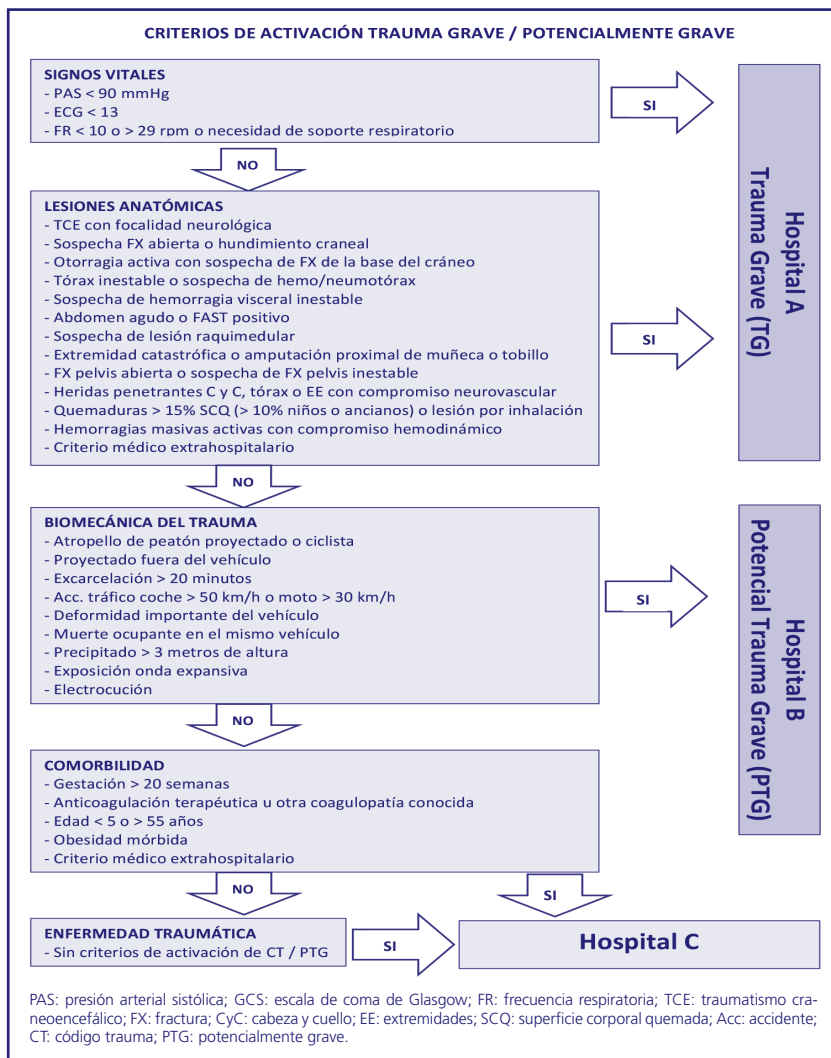 CRITERIOS DE ACTIVACIÓN TRAUMA GRAVE / POTENCIALMENTE GRAVE
SIGNOS VITALES
- PAS < 90 mmHg
- ECG < 13
- FR < 10 o > 29 rpm o necesidad de soporte respiratorio
SI
NO
LESIONES ANATÓMICAS
- TCE con focalidad neurológica
- Sospecha FX abierta o hundimiento craneal
- Otorragia activa con sospecha de FX de la base del cráneo
- Tórax inestable o sospecha de hemo/neumotórax
- Sospecha de hemorragia visceral inestable
- Abdomen agudo o FAST positivo
- Sospecha de lesión raquimedular
- Extremidad catastrófica o amputación proximal de muñeca o tobillo
- FX pelvis abierta o sospecha de FX pelvis inestable
- Heridas penetrantes C y C, tórax o EE con compromiso neurovascular
- Quemaduras > 15% SCQ (> 10% niños o ancianos) o lesión por inhalación
- Hemorragias masivas activas con compromiso hemodinámico
- Criterio médico extrahospitalario
SI
Hospital A
Trauma Grave (TG)
NO
BIOMECÁNICA DEL TRAUMA
- Atropello de peatón proyectado o ciclista
- Proyectado fuera del vehículo
- Excarcelación > 20 minutos
- Acc. tráfico coche > 50 km/h o moto > 30 km/h
- Deformidad importante del vehículo
- Muerte ocupante en el mismo vehículo
- Precipitado > 3 metros de altura
- Exposición onda expansiva
- Electrocución
SI
Hospital B
Potencial Trauma Grave (PTG)
NO
COMORBILIDAD
- Gestación > 20 semanas
- Anticoagulación terapéutica u otra coagulopatía conocida
- Edad < 5 o > 55 años
- Obesidad mórbida
- Criterio médico extrahospitalario
NO
SI
ENFERMEDAD TRAUMÁTICA
- Sin criterios de activación de CT / PTG
SI
Hospital C
PAS: presión arterial sistólica; GCS: escala de coma de Glasgow; FR: frecuencia respiratoria; TCE: traumatismo cra-
neoencefálico; FX: fractura; CyC: cabeza y cuello; EE: extremidades; SCQ: superficie corporal quemada; Acc: accidente;
CT: código trauma; PTG: potencialmente grave.